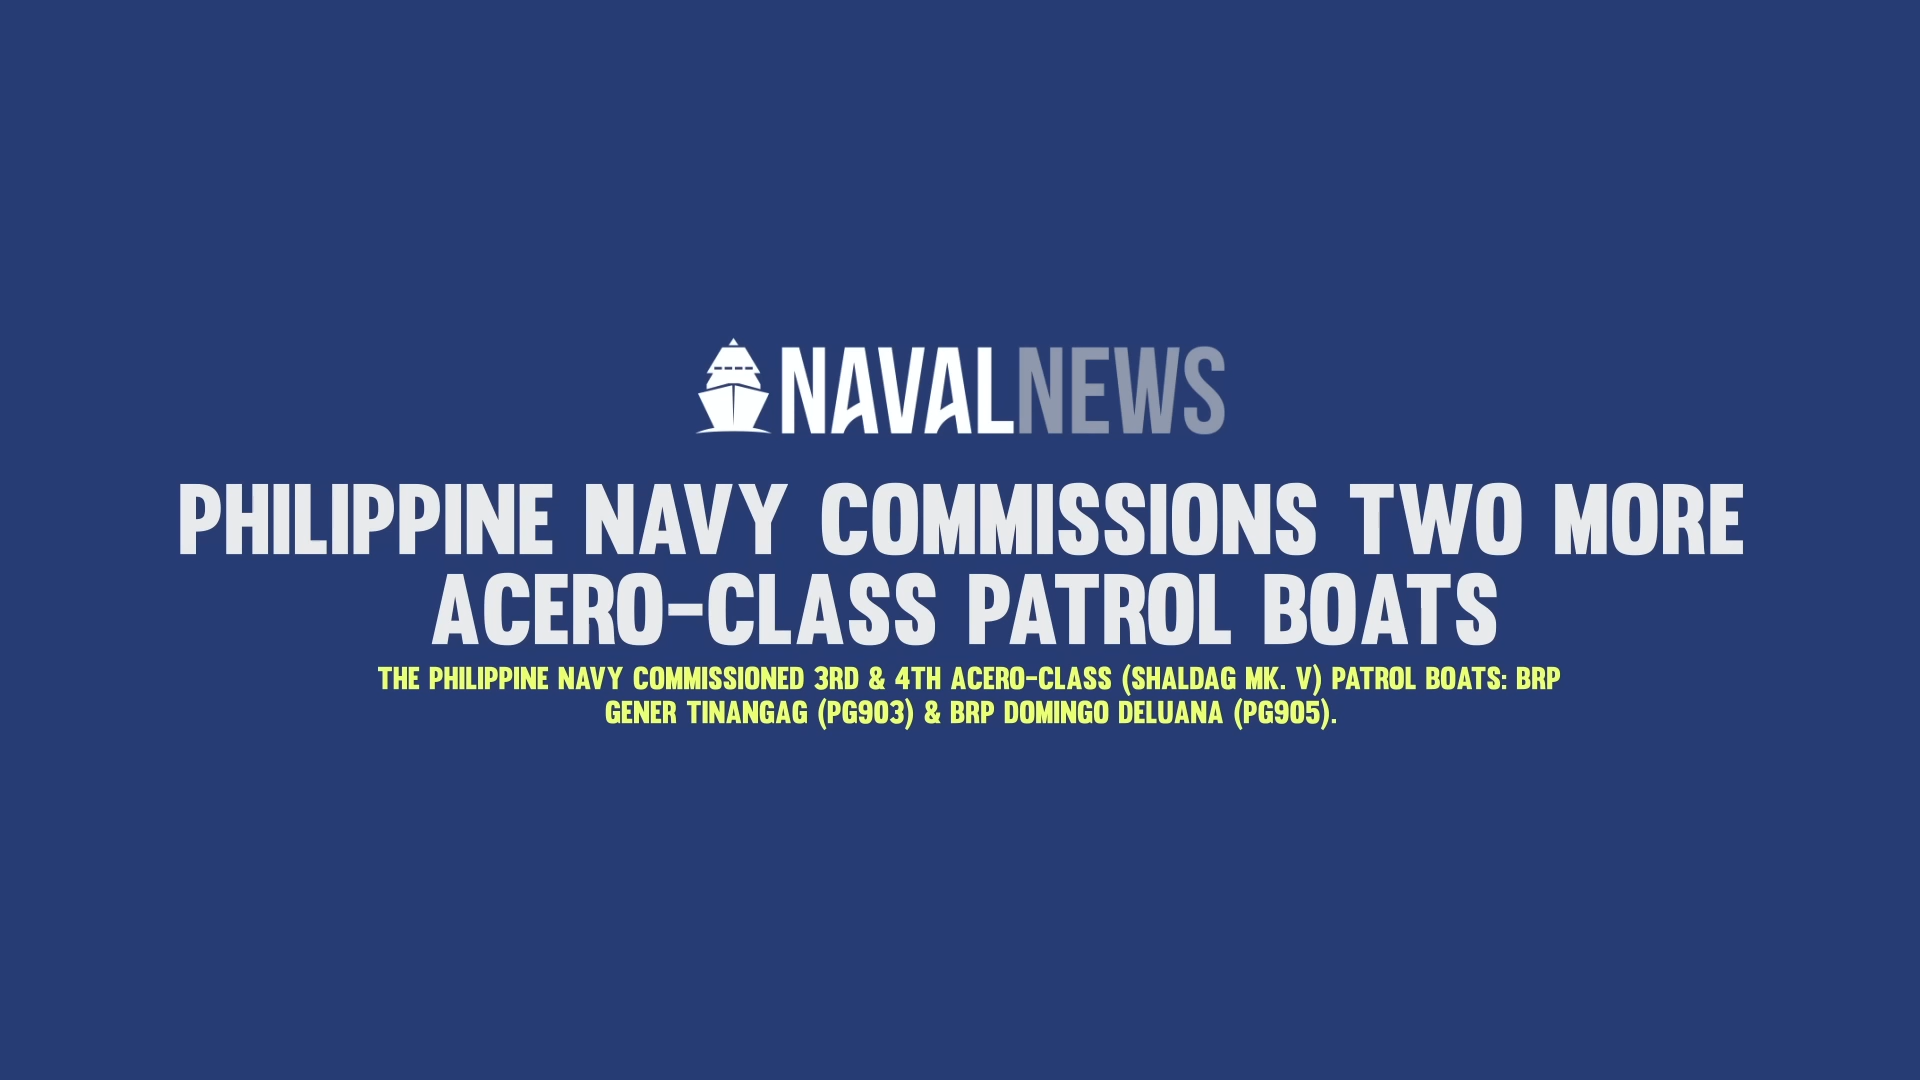 NAVALNEWS
PHILIPPINE NAVY COMMISSIONS TWO MORE
ACERO-CLASS PATROL BOATS
THE PHILIPPINE NAVY COMMISSIONED 3RD & 4TH ACERO-CLASS (SHALDAG MK. V) PATROL BOATS: BRP
GENER TINANGAG (PG903) & BRP DOMINGO DELUANA (PG905).